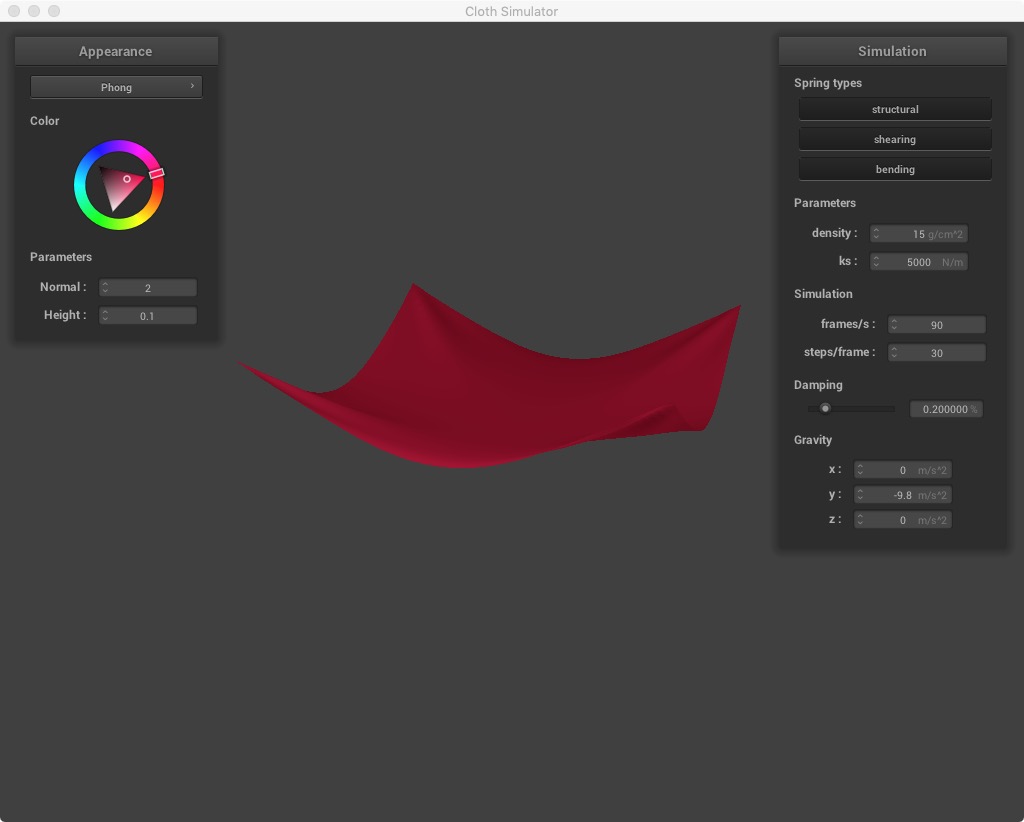 Cloth Simulator
Appearance
Phong ›
Color
Parameters
Normal : 2
Height : 0.1
Simulation
Spring types
structural
shearing
bending
Parameters
density : 15 g/cm^2
ks : 5000 N/m
Simulation
frames/s : 90
steps/frame : 30
Damping
0.200000 %
Gravity
x : 0 m/s^2
y : -9.8 m/s^2
z : 0 m/s^2